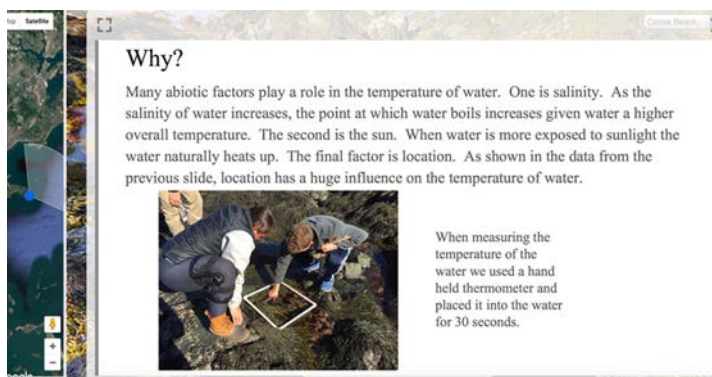 Map Satellite
Canoe Beach
Why?
Many abiotic factors play a role in the temperature of water. One is salinity. As the
salinity of water increases, the point at which water boils increases given water a higher
overall temperature. The second is the sun. When water is more exposed to sunlight the
water naturally heats up. The final factor is location. As shown in the data from the
previous slide, location has a huge influence on the temperature of water.
When measuring the
temperature of the
water we used a hand
held thermometer and
placed it into the water
for 30 seconds.